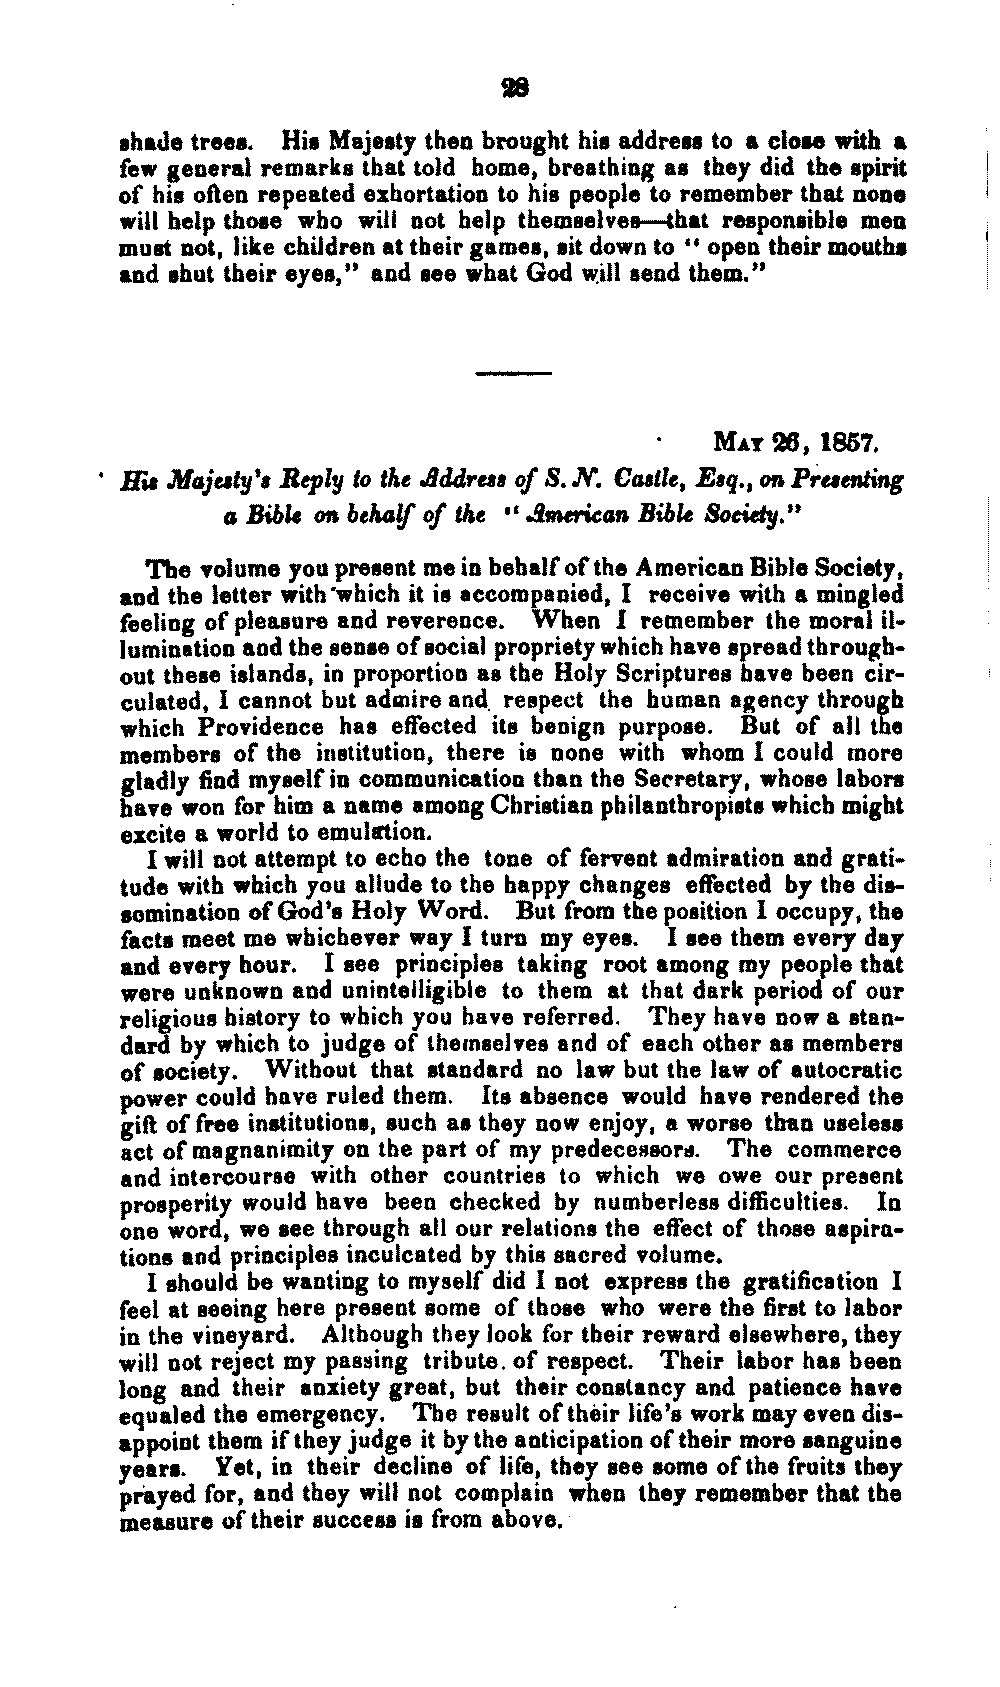 28
shade trees. His Majesty then brought his address to a close with a
few general remarks that told home, breathing as they did the spirit
of his often repeated exhortation to his people to remember that none
will help those who will not help themselves—that responsible men
must not, like children at their games, sit down to " open their mouths
and shut their eyes," and see what God will send them."
May 26, 1857.
His Majesty's Reply to the Address of S. N. Castle, Esq., on Presenting
a Bible on behalf of the " American Bible Society."
The volume you present me in behalf of the American Bible Society,
and the letter with which it is accompanied, I receive with a mingled
feeling of pleasure and reverence. When I remember the moral il-
lumination and the sense of social propriety which have spread through-
out these islands, in proportion as the Holy Scriptures have been cir-
culated, I cannot but admire and respect the human agency through
which Providence has effected its benign purpose. But of all the
members of the institution, there is none with whom I could more
gladly find myself in communication than the Secretary, whose labors
have won for him a name among Christian philanthropists which might
excite a world to emulation.
I will not attempt to echo the tone of fervent admiration and grati-
tude with which you allude to the happy changes effected by the dis-
somination of God's Holy Word. But from the position I occupy, the
facts meet me whichever way I turn my eyes. I see them every day
and every hour. I see principles taking root among my people that
were unknown and unintelligible to them at that dark period of our
religious history to which you have referred. They have now a stan-
dard by which to judge of themselves and of each other as members
of society. Without that standard no law but the law of autocratic
power could have ruled them. Its absence would have rendered the
gift of free institutions, such as they now enjoy, a worse than useless
act of magnanimity on the part of my predecessors. The commerce
and intercourse with other countries to which we owe our present
prosperity would have been checked by numberless difficulties. In
one word, we see through all our relations the effect of those aspira-
tions and principles inculcated by this sacred volume.
I should be wanting to myself did I not express the gratification I
feel at seeing here present some of those who were the first to labor
in the vineyard. Although they look for their reward elsewhere, they
will not reject my passing tribute. of respect. Their labor has been
long and their anxiety great, but their constancy and patience have
equaled the emergency. The result of their life's work may even dis-
appoint them if they judge it by the anticipation of their more sanguine
years. Yet, in their decline of life, they see some of the fruits they
prayed for, and they will not complain when they remember that the
measure of their success is from above.